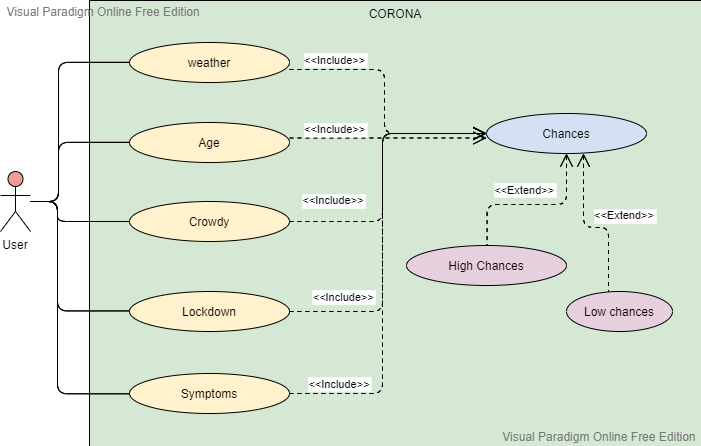 Visual Paradigm Online Free Edition
CORONA
weather
<<Include>>
Age
<<Include>>
Chances
User
Crowdy
<<Include>>
<<Extend>>
<<Extend>>
High Chances
Lockdown
<<Include>>
Low chances
Symptoms
<<Include>>
Visual Paradigm Online Free Edition